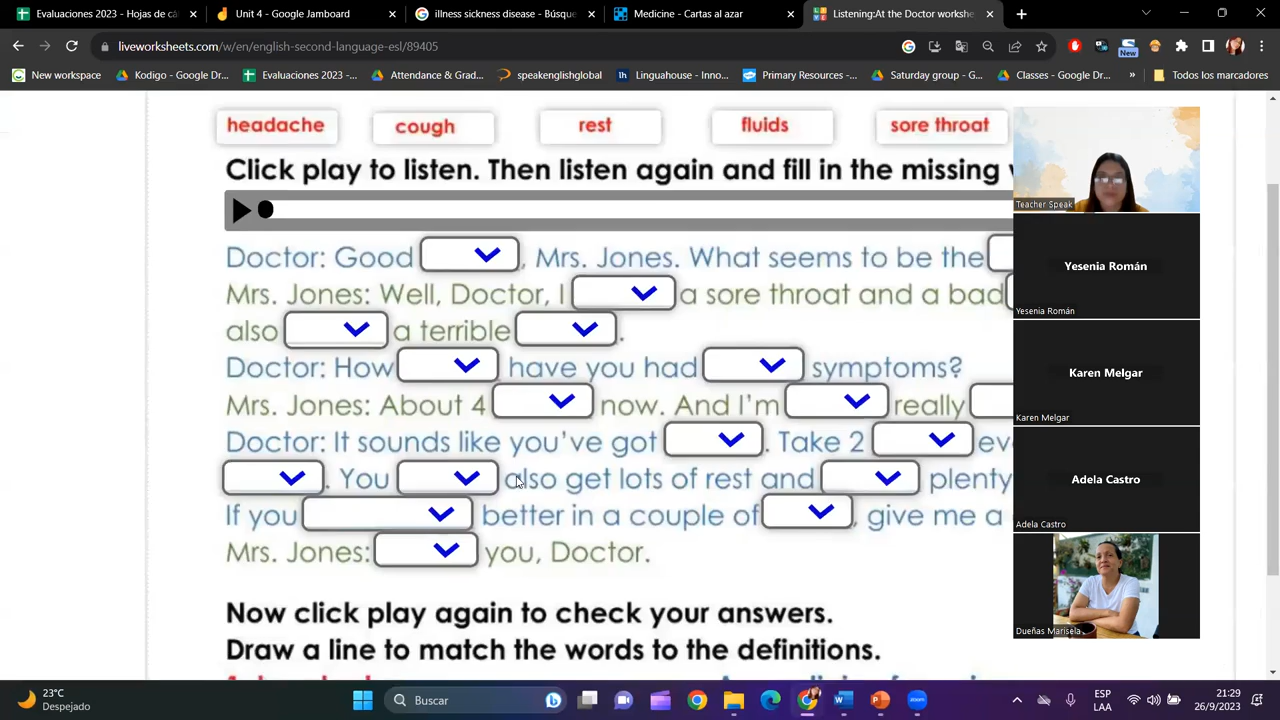 Evaluaciones 2023 - Hojas de cá
Unit 4 - Google Jamboard
illness sickness disease - Búsque
Medicine - Cartas al azar
Listening:At the Doctor workshe
liveworksheets.com/w/en/english-second-language-esl/89405
New
New workspace
Kodigo - Google Dr...
Evaluaciones 2023 -...
Attendance & Grad...
speakenglishglobal
Linguahouse - Inno...
Primary Resources -...
Saturday group - G...
Classes - Google Dr...
Todos los marcadores
headache
cough
rest
fluids
sore throat
Click play to listen. Then listen again and fill in the missing
Doctor: Good , Mrs. Jones. What seems to be the
Mrs. Jones: Well, Doctor, I a sore throat and a bad
also a terrible .
Doctor: How have you had symptoms?
Mrs. Jones: About 4 now. And I'm really
Doctor: It sounds like you've got . Take 2
. You also get lots of rest and plenty
If you better in a couple of , give me a
Mrs. Jones: you, Doctor.
Now click play again to check your answers.
Draw a line to match the words to the definitions.
Teacher Speak
Yesenia Román
Yesenia Román
Karen Melgar
Karen Melgar
Adela Castro
Adela Castro
Dueñas Marisela
23°C
Despejado
Buscar
zoom
ESP
LAA
21:29
26/9/2023